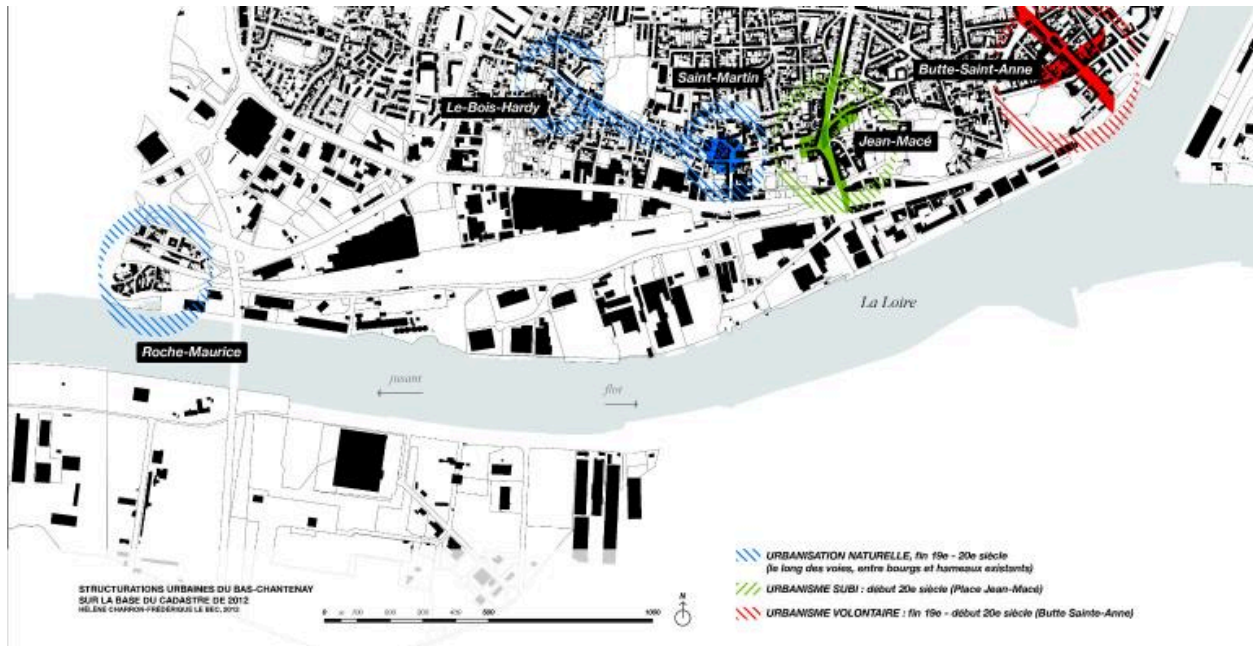 Butte-Saint-Anne
Saint-Martin
Le-Bois-Hardy
Jean-Macé
La Loire
Roche-Maurice
jusant
flot
URBANISATION NATURELLE, fin 19e - 20e siècle
(le long des voies, entre bourgs et hameaux existants)
STRUCTURATIONS URBAINES DU BAS-CHANTENAY
SUR LA BASE DU CADASTRE DE 2012
HÉLÈNE CHARRON-FRÉDÉRIQUE LE BEC, 2012
URBANISME SUBI : début 20e siècle (Place Jean-Macé)
URBANISME VOLONTAIRE : fin 19e - début 20e siècle (Butte Sainte-Anne)
N
0 500 1000